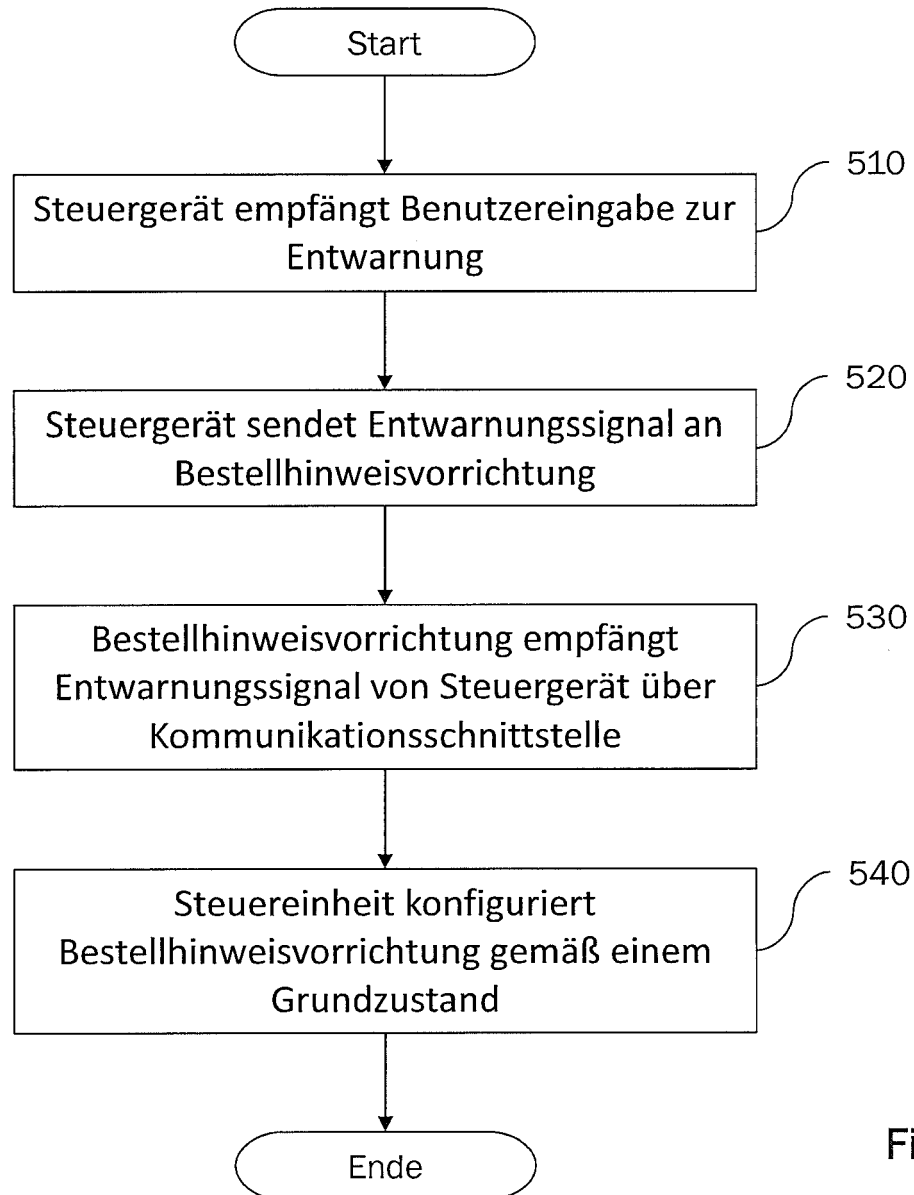 Start
510
Steuergerät empfängt Benutzereingabe zur
Entwarnung
520
Steuergerät sendet Entwarnungssignal an
Bestellhinweisvorrichtung
530
Bestellhinweisvorrichtung empfängt
Entwarnungssignal von Steuergerät über
Kommunikationsschnittstelle
540
Steuereinheit konfiguriert
Bestellhinweisvorrichtung gemäß einem
Grundzustand
Ende